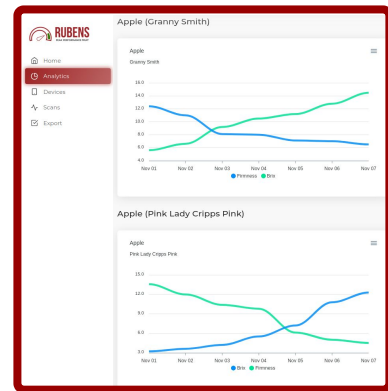 RUBENS
Home
Analytics
Devices
Scans
Export
Apple (Granny Smith)
Apple
Granny Smith
16.0
14.0
12.0
10.0
8.0
6.0
4.0
Nov 01 Nov 02 Nov 03 Nov 04 Nov 05 Nov 06 Nov 07
Firmness Brix
Apple (Pink Lady Cripps Pink)
Apple
Pink Lady Cripps Pink
15.0
12.0
9.0
6.0
3.0
Nov 01 Nov 02 Nov 03 Nov 04 Nov 05 Nov 06 Nov 07
Brix Firmness